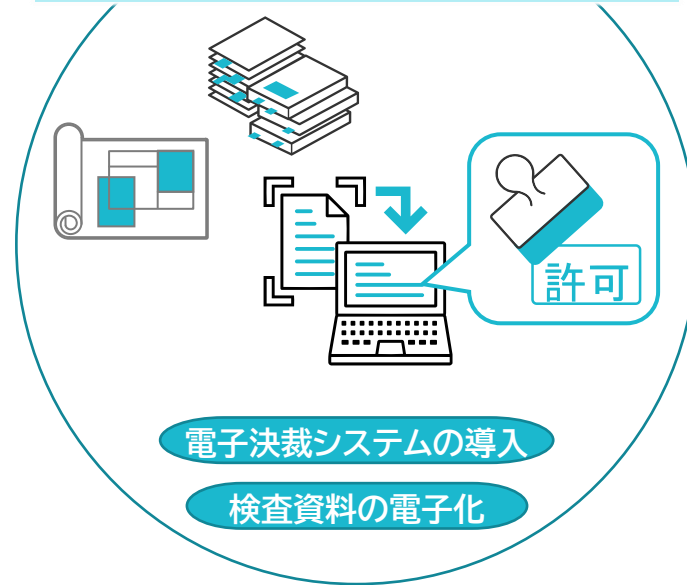 許可
電子決裁システムの導入
検査資料の電子化